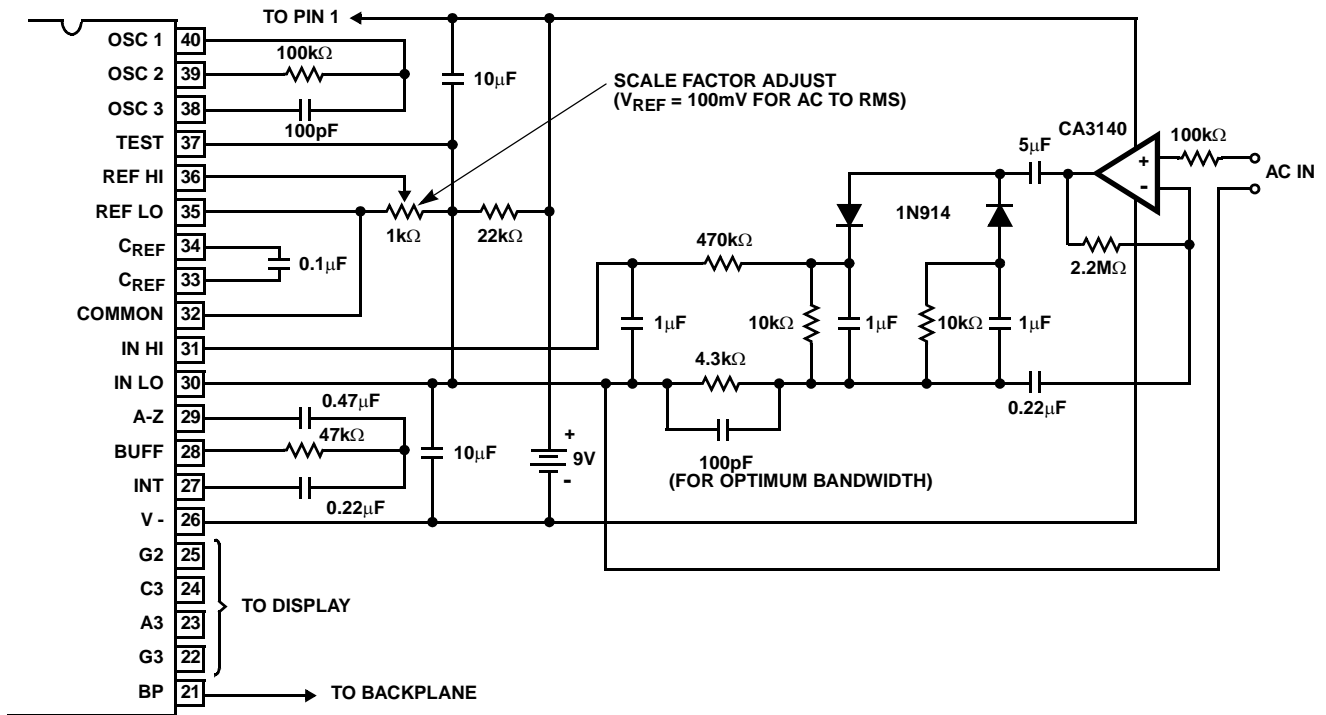 TO PIN 1
OSC 1 40
100kΩ
OSC 2 39
10µF
SCALE FACTOR ADJUST
(VREF = 100mV FOR AC TO RMS)
OSC 3 38
100pF
TEST 37
CA3140
100kΩ
5µF
+
-
AC IN
REF HI 36
REF LO 35
1kΩ
22kΩ
1N914
CREF 34
0.1µF
470kΩ
2.2MΩ
CREF 33
COMMON 32
1µF
10kΩ
1µF
10kΩ
1µF
IN HI 31
4.3kΩ
IN LO 30
0.47µF
0.22µF
A-Z 29
47kΩ
BUFF 28
10µF
+
9V
-
100pF
(FOR OPTIMUM BANDWIDTH)
INT 27
0.22µF
V - 26
G2 25
C3 24
TO DISPLAY
A3 23
G3 22
BP 21
TO BACKPLANE